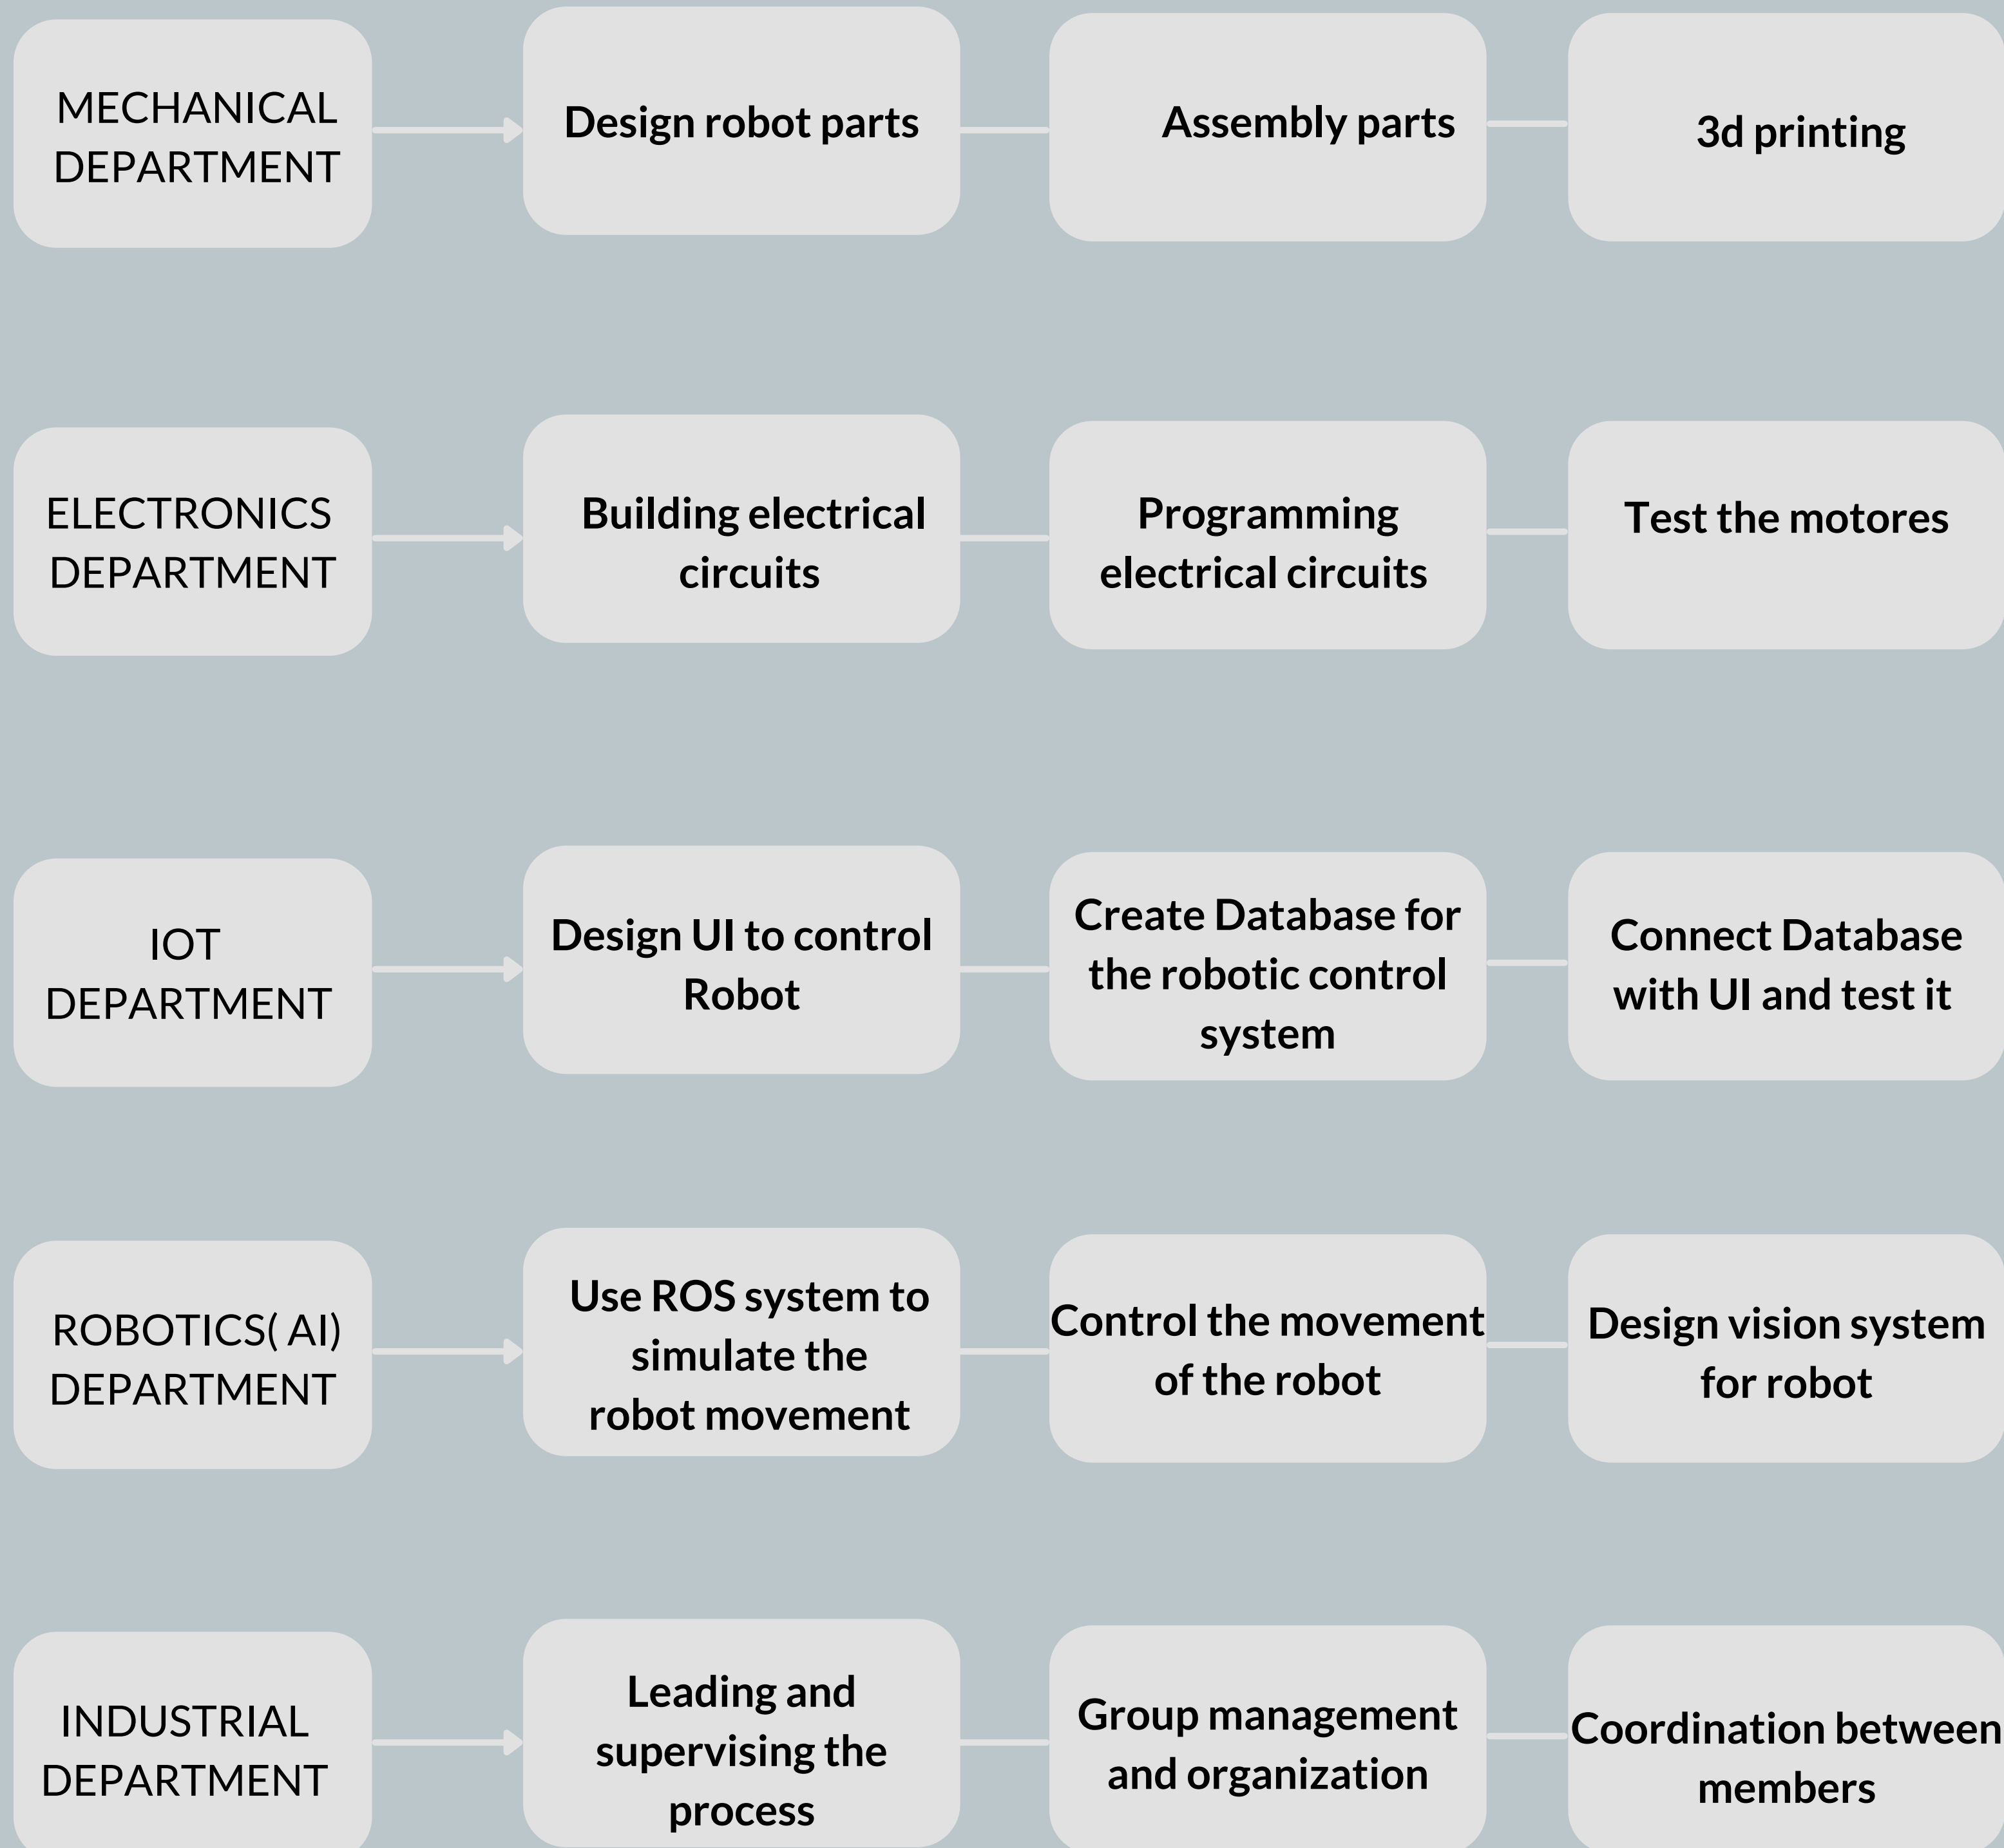 MECHANICAL
DEPARTMENT
Design robot parts
Assembly parts
3d printing
ELECTRONICS
DEPARTMENT
Building electrical
circuits
Programming
electrical circuits
Test the motores
IOT
DEPARTMENT
Design UI to control
Robot
Create Database for
the robotic control
system
Connect Database
with UI and test it
ROBOTICS( AI)
DEPARTMENT
Use ROS system to
simulate the
robot movement
Control the movement
of the robot
Design vision system
for robot
INDUSTRIAL
DEPARTMENT
Leading and
supervising the
process
Group management
and organization
Coordination between
members